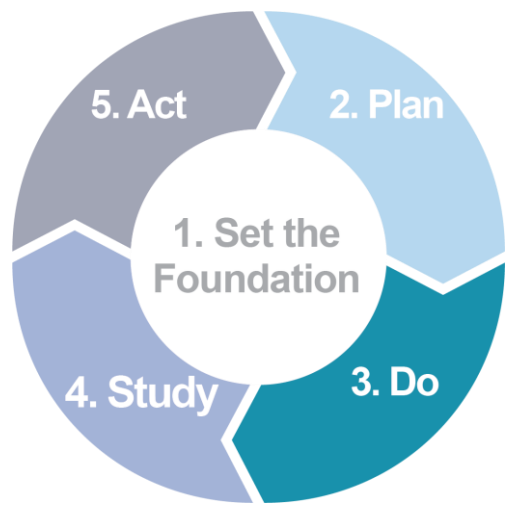 1. Set the
Foundation
2. Plan
3. Do
4. Study
5. Act